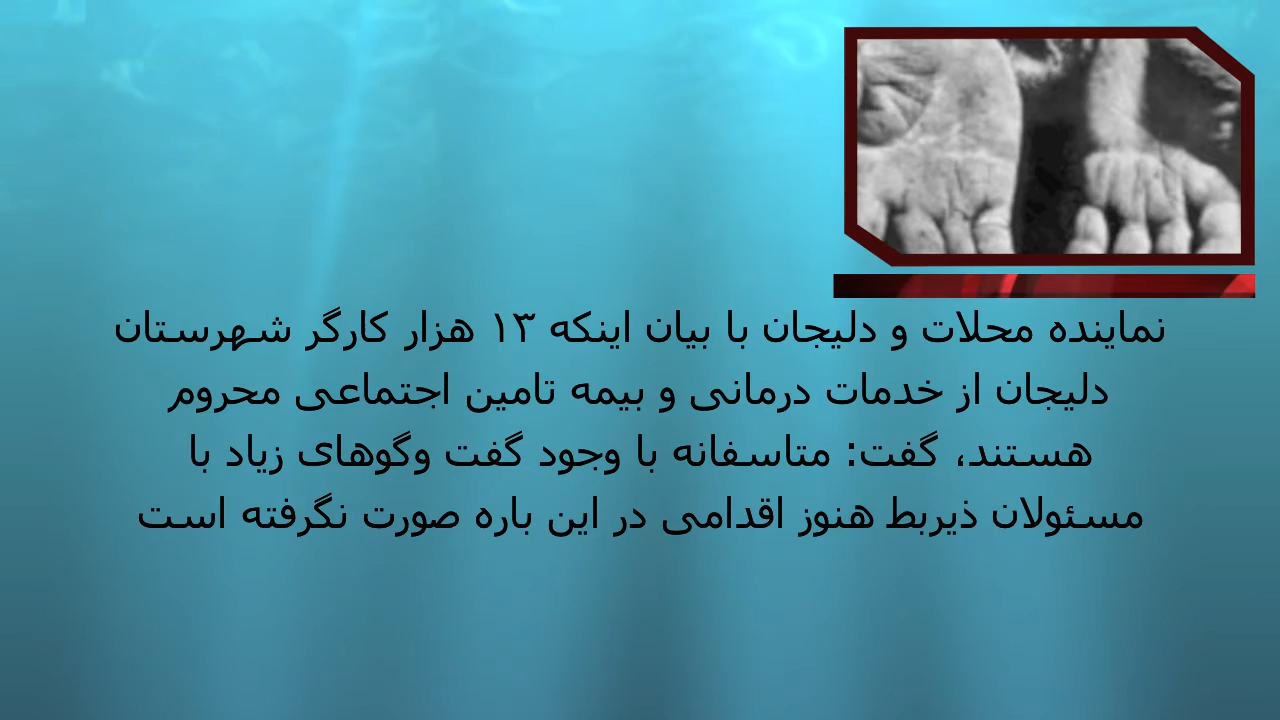 نماینده محلات و دلیجان با بیان اینکه ۱۳ هزار کارگر شهرستان
دلیجان از خدمات درمانی و بیمه تامین اجتماعی محروم
هستند، گفت: متاسفانه با وجود گفت وگوهای زیاد با
مسئولان ذیربط هنوز اقدامی در این باره صورت نگرفته است